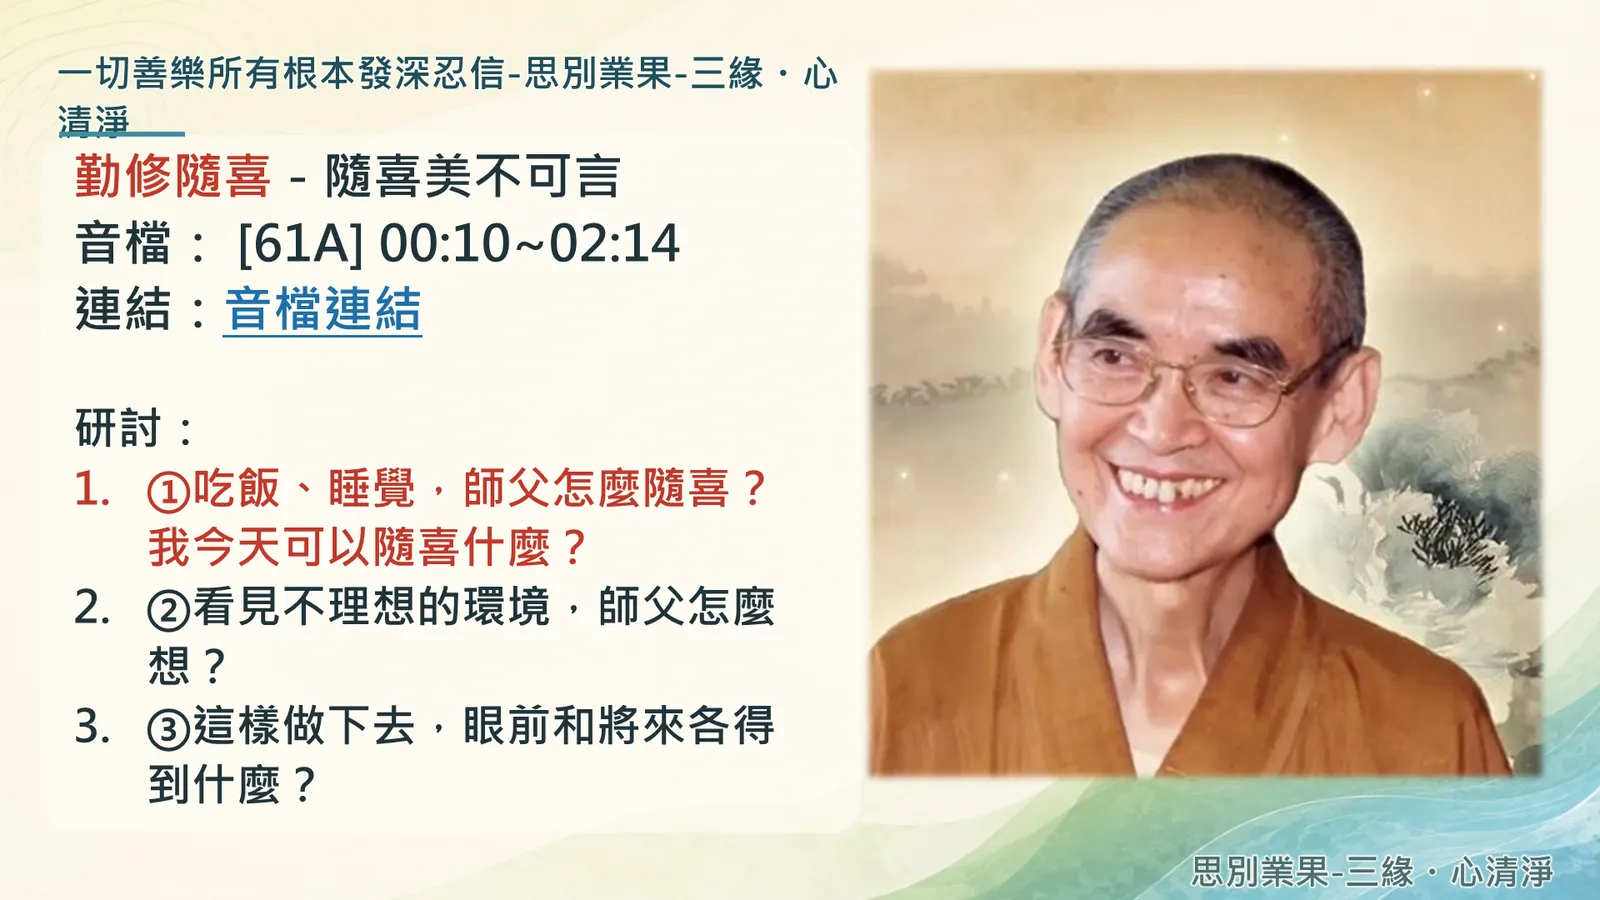 一切善樂所有根本發深忍信-思別業果-三緣・心
清淨
勤修隨喜 - 隨喜美不可言
音檔： [61A] 00:10~02:14
連結：音檔連結
研討：
1. ①吃飯、睡覺，師父怎麼隨喜？
我今天可以隨喜什麼？
2. ②看見不理想的環境，師父怎麼
想？
3. ③這樣做下去，眼前和將來各得
到什麼？
思別業果-三緣・心清淨